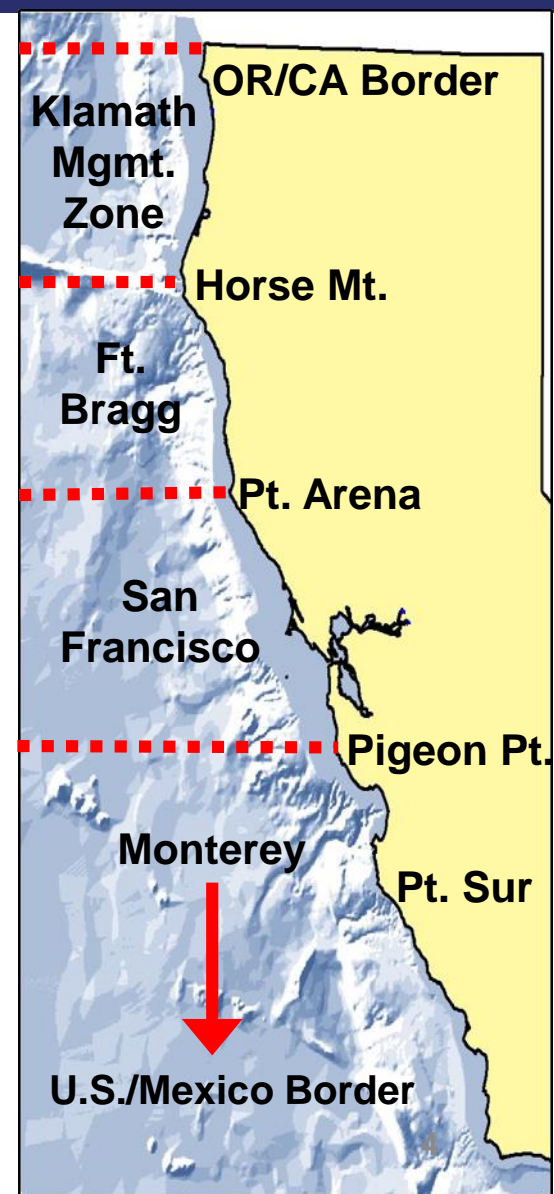 OR/CA Border
Klamath
Mgmt.
Zone
Horse Mt.
Ft.
Bragg
Pt. Arena
San
Francisco
Pigeon Pt.
Monterey
Pt. Sur
U.S./Mexico Border
4